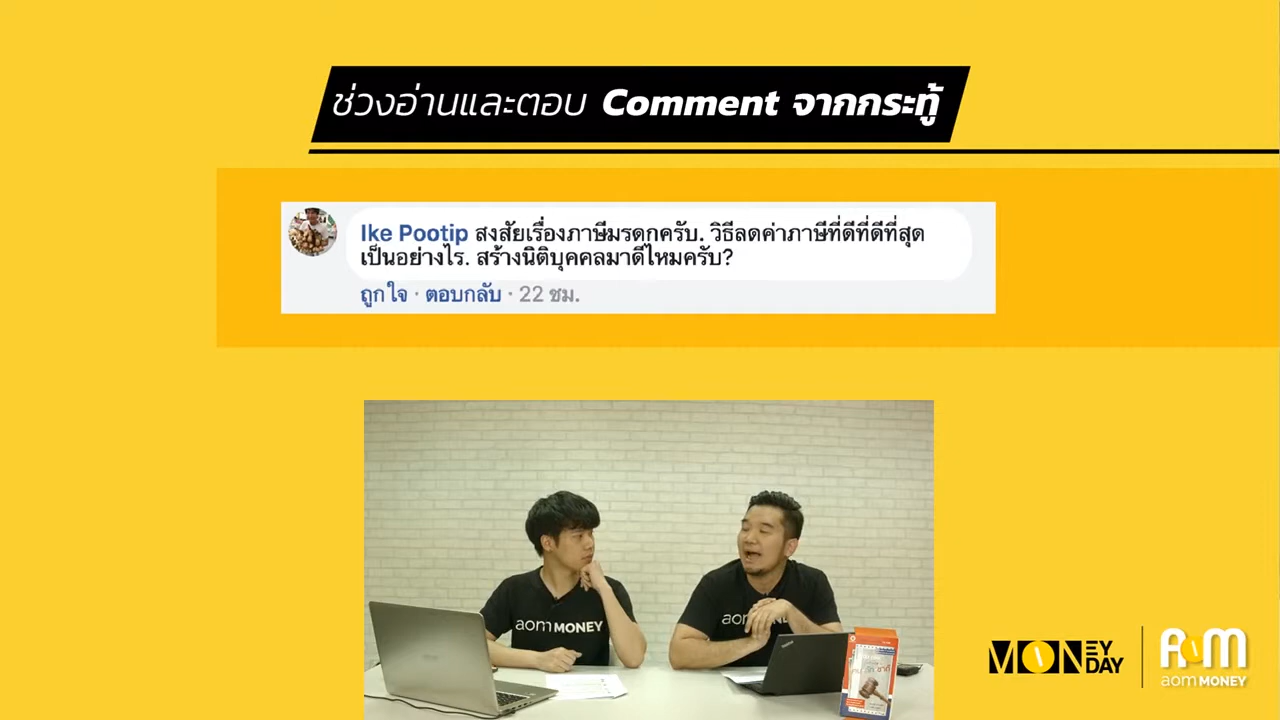 ช่วงอ่านและตอบ Comment จากกระทู้
Ike Pootip สงสัยเรื่องภาษีมรดกครับ. วิธีลดค่าภาษีที่ดีที่ดีที่สุด
เป็นอย่างไร. สร้างนิติบุคคลมาดีไหมครับ?
ถูกใจ · ตอบกลับ · 22 ชม.
aomMONEY
MONEY
DAY
AOM
aomMONEY